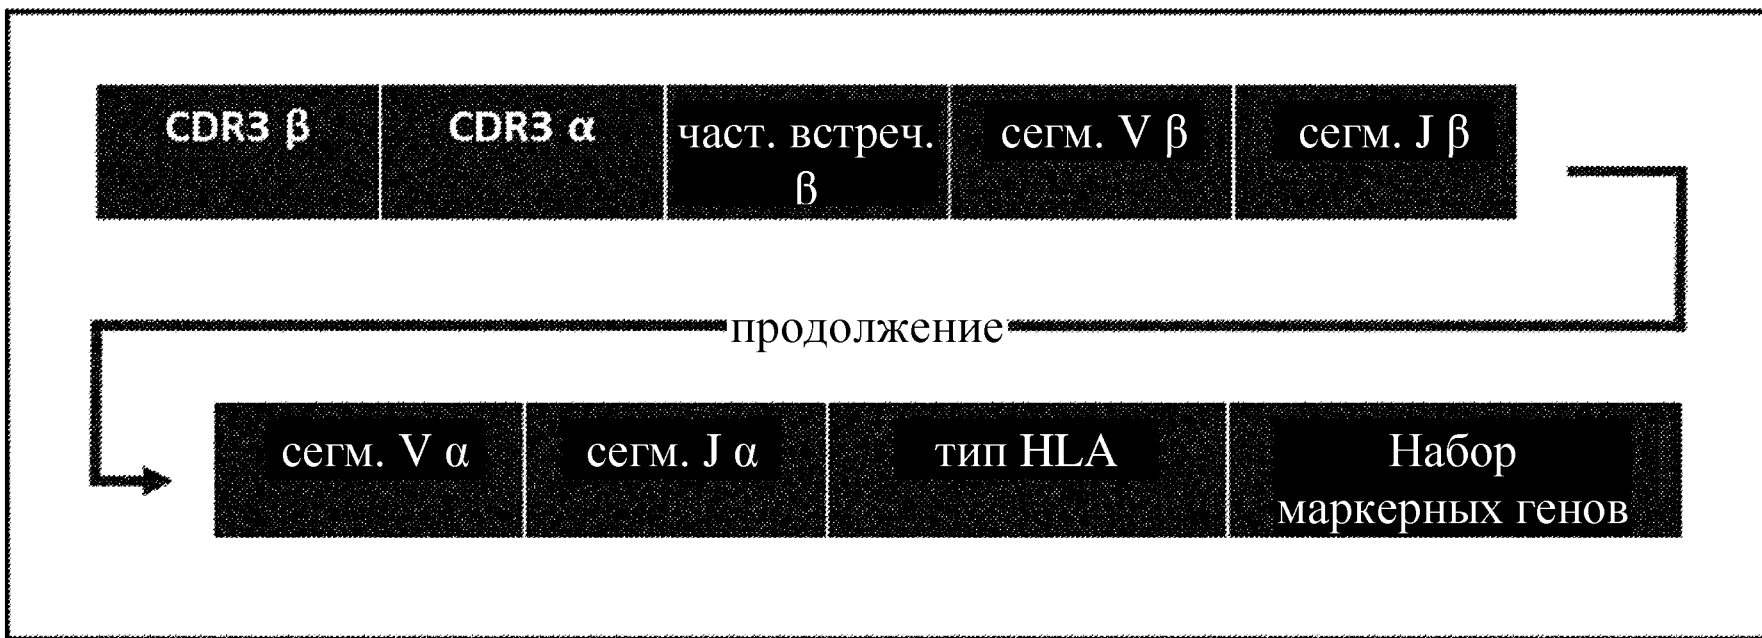 CDR3 β
CDR3 α
част. встреч.
β
сегм. V β
сегм. J β
продолжение
сегм. V α
сегм. J α
тип HLA
Набор
маркерных генов